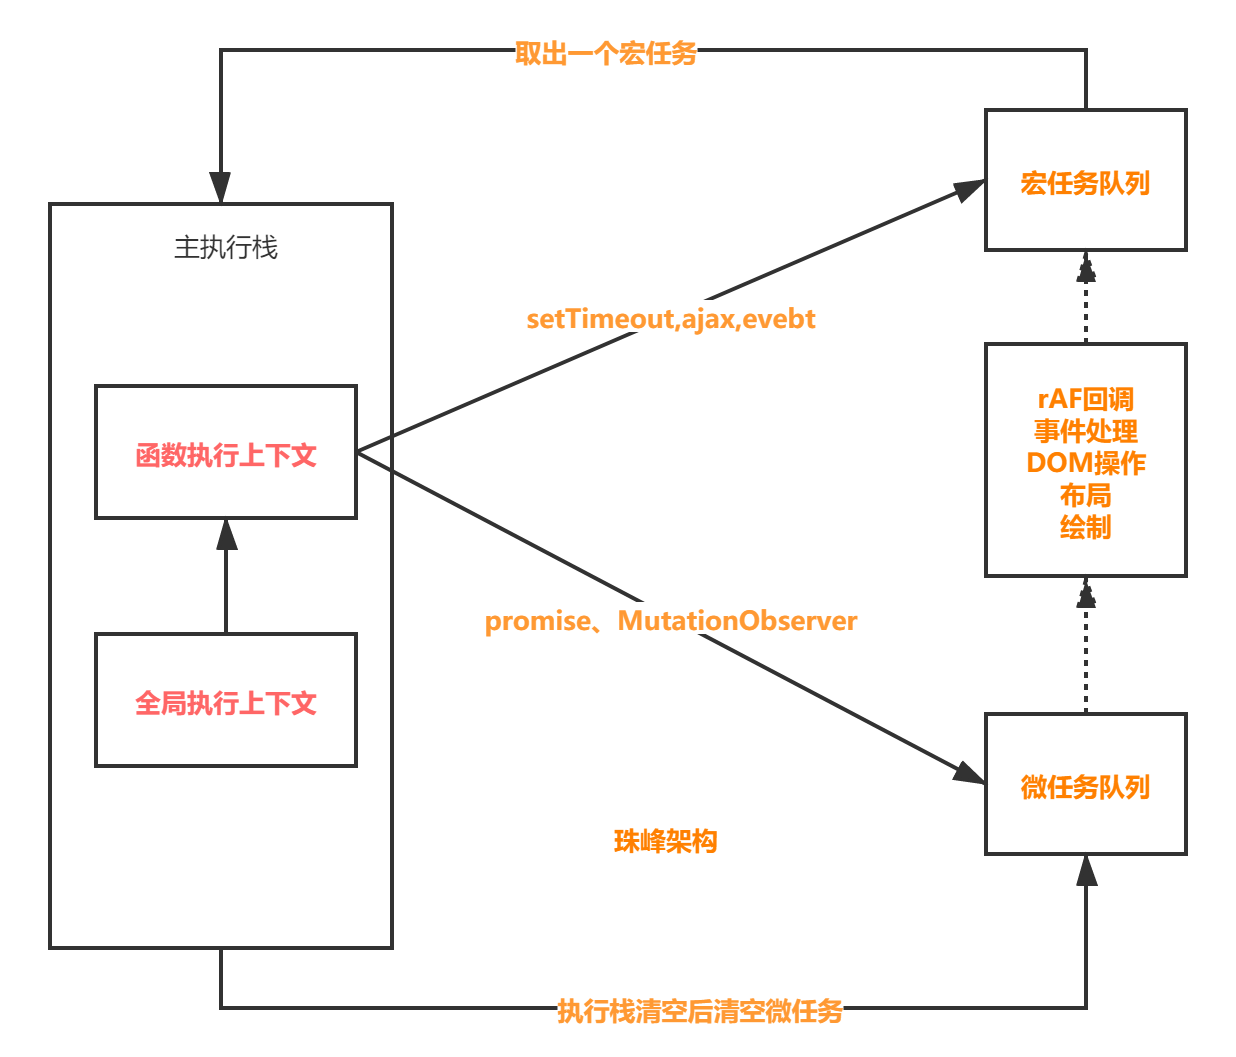 取出一个宏任务
宏任务队列
主执行栈
setTimeout,ajax,evebt
rAF回调
事件处理
DOM操作
布局
绘制
函数执行上下文
promise、MutationObserver
全局执行上下文
微任务队列
珠峰架构
执行栈清空后清空微任务